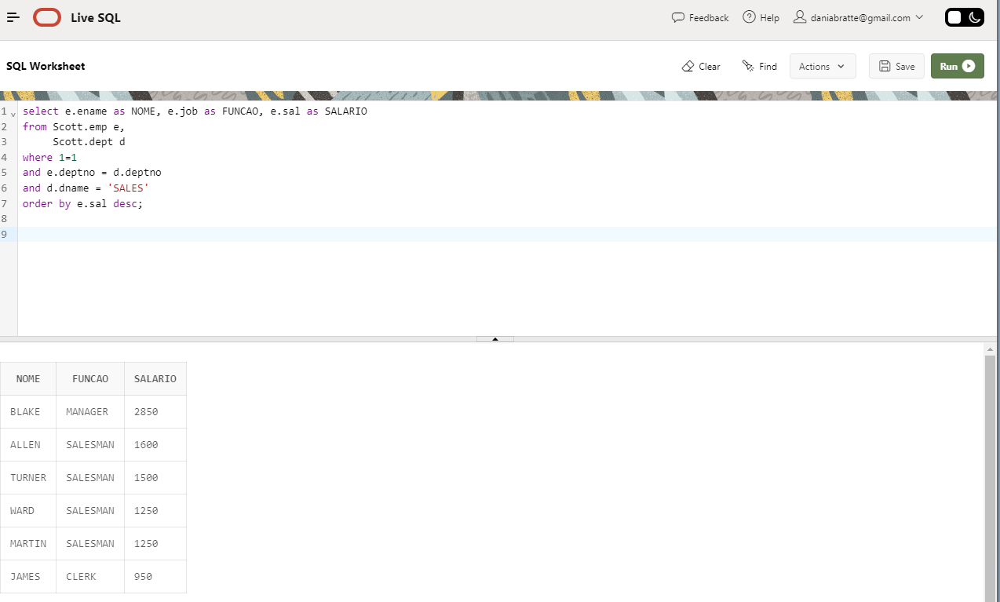 Live SQL
Feedback Help daniabratte@gmail.com
SQL Worksheet
Clear Find Actions Save Run
1 select e.ename as NOME, e.job as FUNCAO, e.sal as SALARIO
2 from Scott.emp e,
3 Scott.dept d
4 where 1=1
5 and e.deptno = d.deptno
6 and d.dname = 'SALES'
7 order by e.sal desc;
8
9
NOME FUNCAO SALARIO
BLAKE MANAGER 2850
ALLEN SALESMAN 1600
TURNER SALESMAN 1500
WARD SALESMAN 1250
MARTIN SALESMAN 1250
JAMES CLERK 950